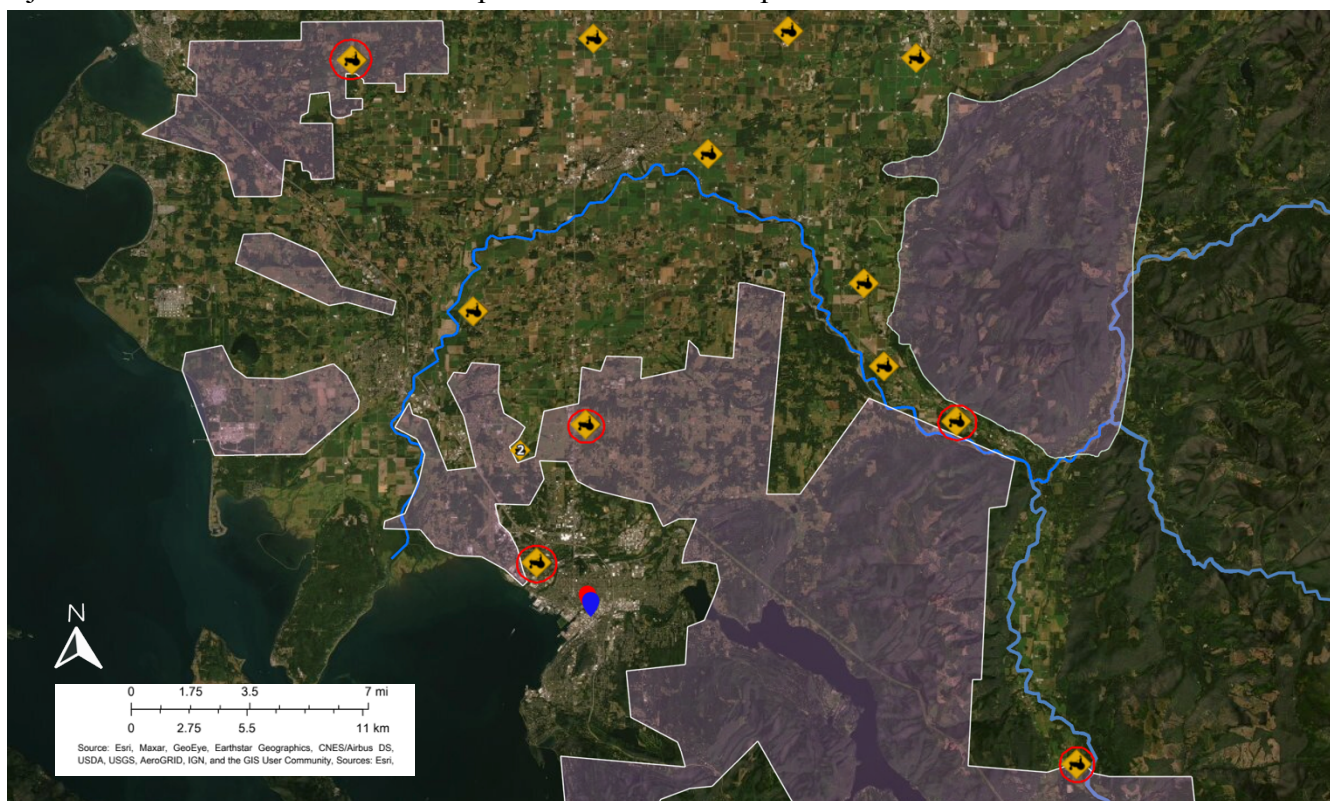 2
N
0 1.75 3.5 7 mi
0 2.75 5.5 11 km
Source: Esri, Maxar, GeoEye, Earthstar Geographics, CNES/Airbus DS,
USDA, USGS, AeroGRID, IGN, and the GIS User Community, Sources: Esri,